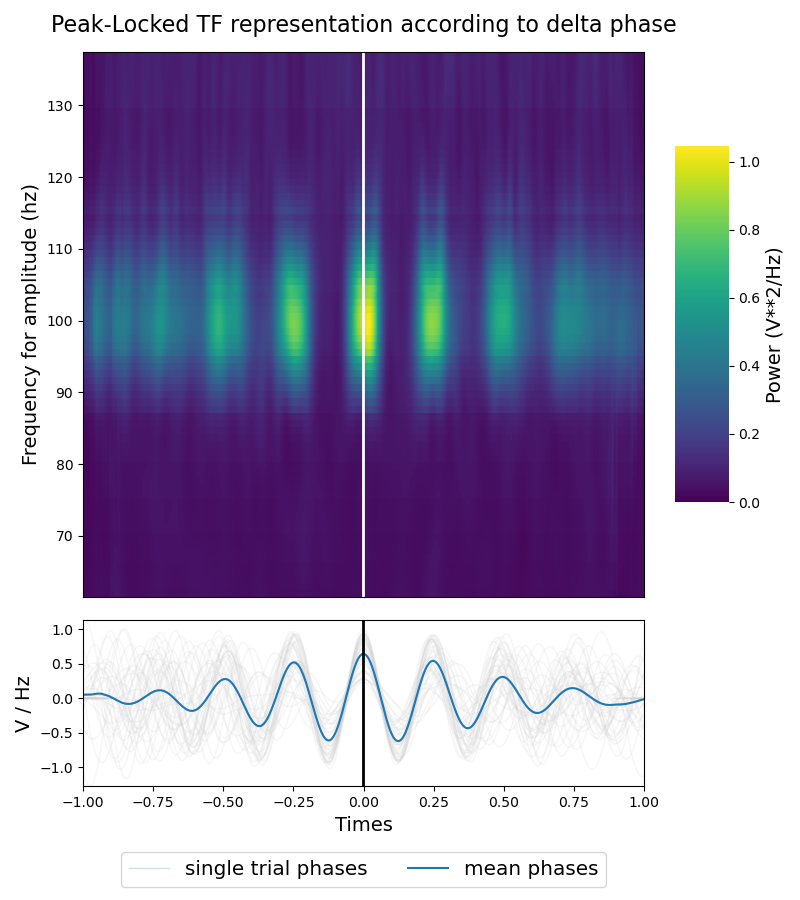 Peak-Locked TF representation according to delta phase
Frequency for amplitude (hz)
130
120
110
100
90
80
70
1.0
0.8
0.6
0.4
0.2
0.0
Power (V**2/Hz)
V / Hz
1.0
0.5
0.0
−0.5
−1.0
−1.00 −0.75 −0.50 −0.25 0.00 0.25 0.50 0.75 1.00
Times
single trial phases mean phases